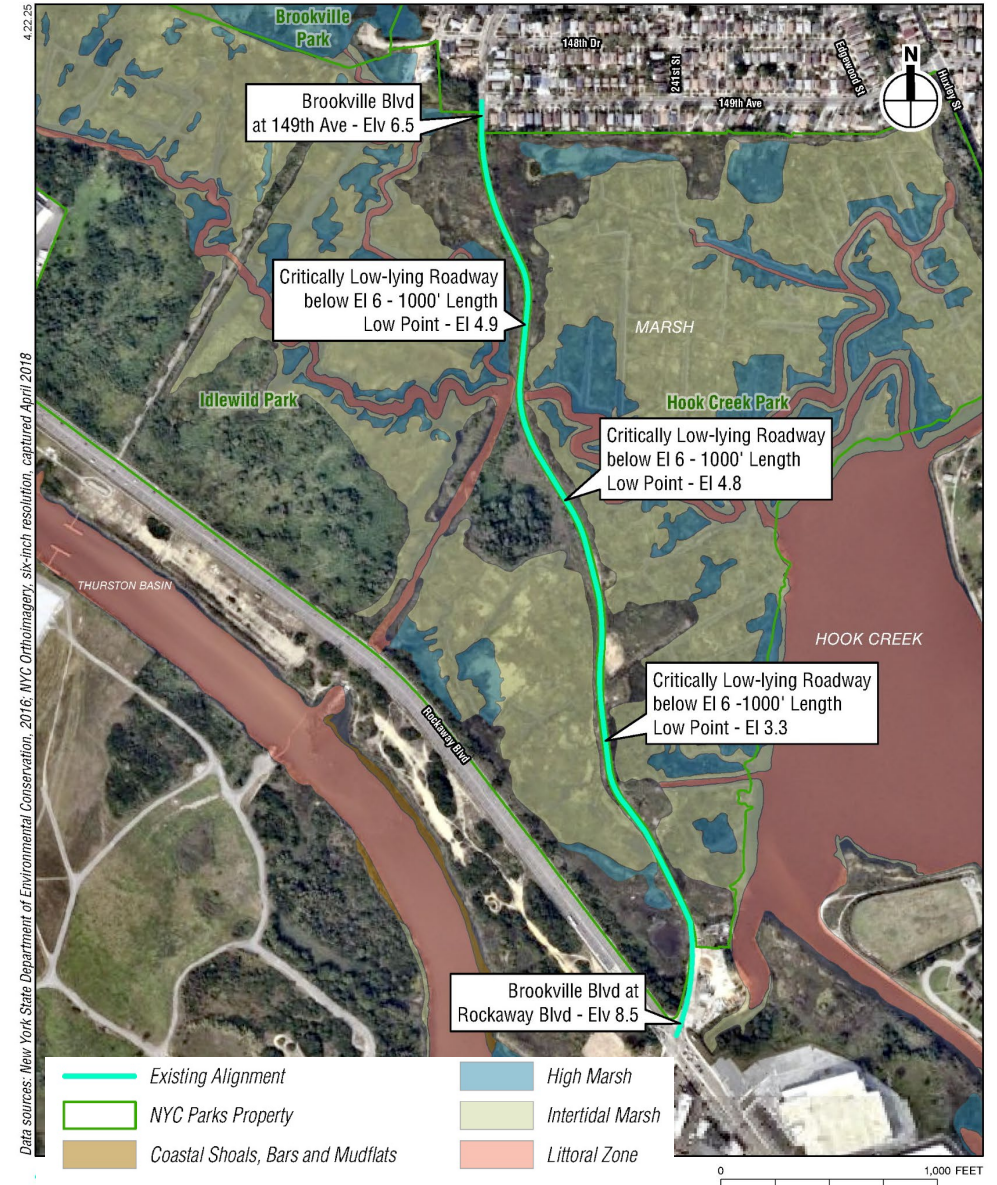 4.22.25
Brookville
Park
148th Dr
241st St
Edgewood St
Huxley St
N
149th Ave
Brookville Blvd
at 149th Ave - Elv 6.5
Critically Low-lying Roadway
below El 6 - 1000' Length
Low Point - El 4.9
MARSH
Idlewild Park
Hook Creek Park
Critically Low-lying Roadway
below El 6 - 1000' Length
Low Point - El 4.8
THURSTON BASIN
HOOK CREEK
Critically Low-lying Roadway
below El 6 -1000' Length
Low Point - El 3.3
Rockaway Blvd
Brookville Blvd at
Rockaway Blvd - Elv 8.5
Data sources: New York State Department of Environmental Conservation, 2016; NYC Orthoimagery, six-inch resolution, captured April 2018
Existing Alignment
NYC Parks Property
Coastal Shoals, Bars and Mudflats
High Marsh
Intertidal Marsh
Littoral Zone
0 1,000 FEET